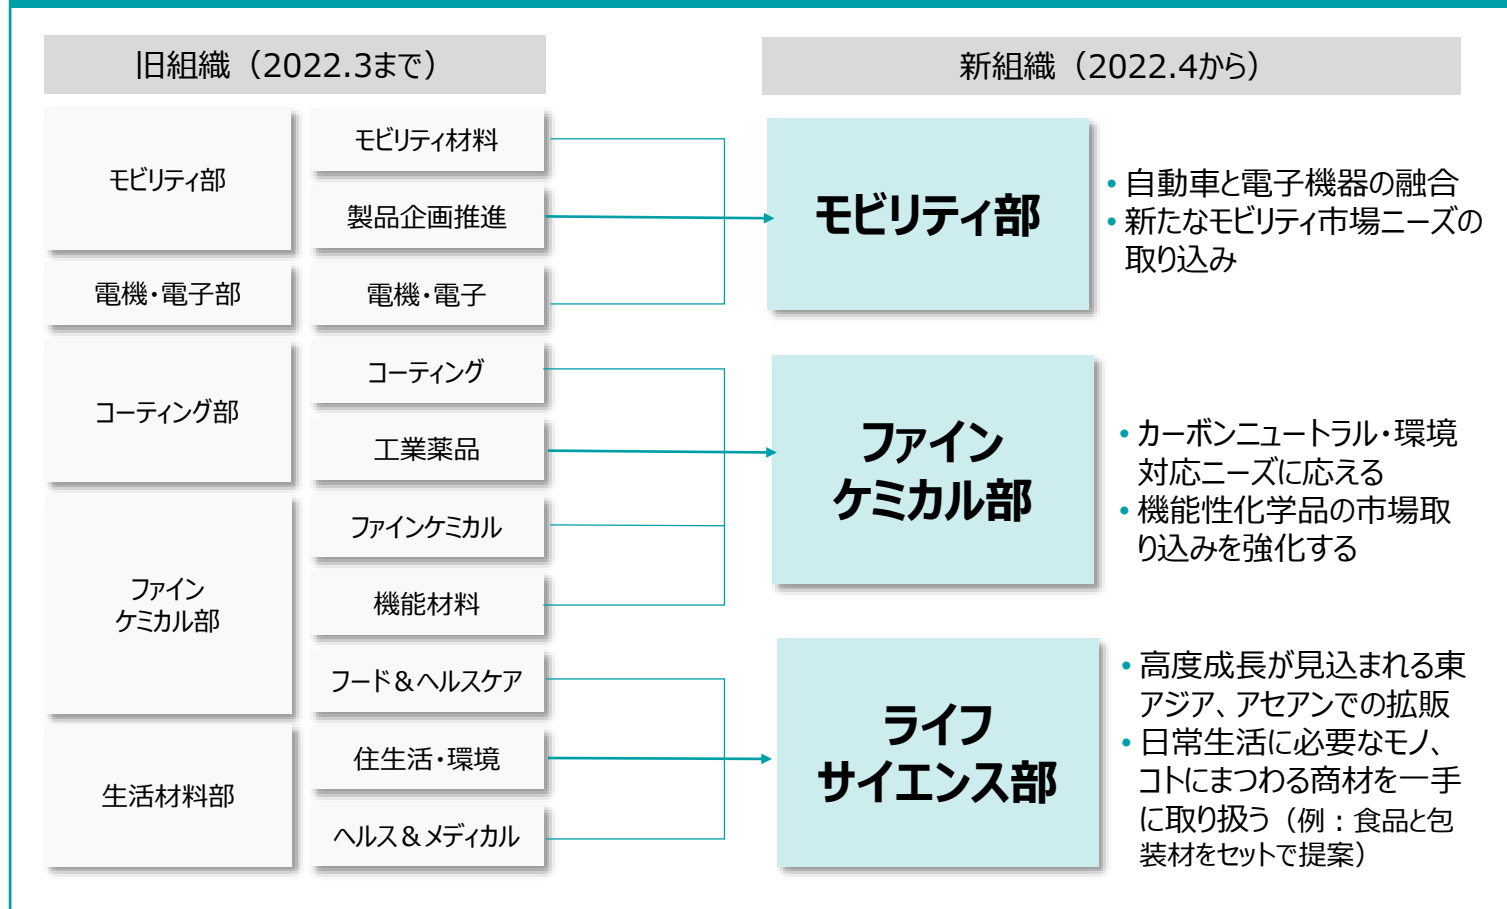 旧組織（2022.3まで）
新組織（2022.4から）
モビリティ部
モビリティ材料
製品企画推進
電機・電子部
電機・電子
コーティング部
コーティング
工業薬品
ファイン
ケミカル部
ファインケミカル
機能材料
フード＆ヘルスケア
生活材料部
住生活・環境
ヘルス＆メディカル
モビリティ部
・自動車と電子機器の融合
・新たなモビリティ市場ニーズの
取り込み
ファイン
ケミカル部
・カーボンニュートラル・環境
対応ニーズに応える
・機能性化学品の市場取
り込みを強化する
ライフ
サイエンス部
・高度成長が見込まれる東
アジア、アセアンでの拡販
・日常生活に必要なモノ、
コトにまつわる商材を一手
に取り扱う（例：食品と包
装材をセットで提案）